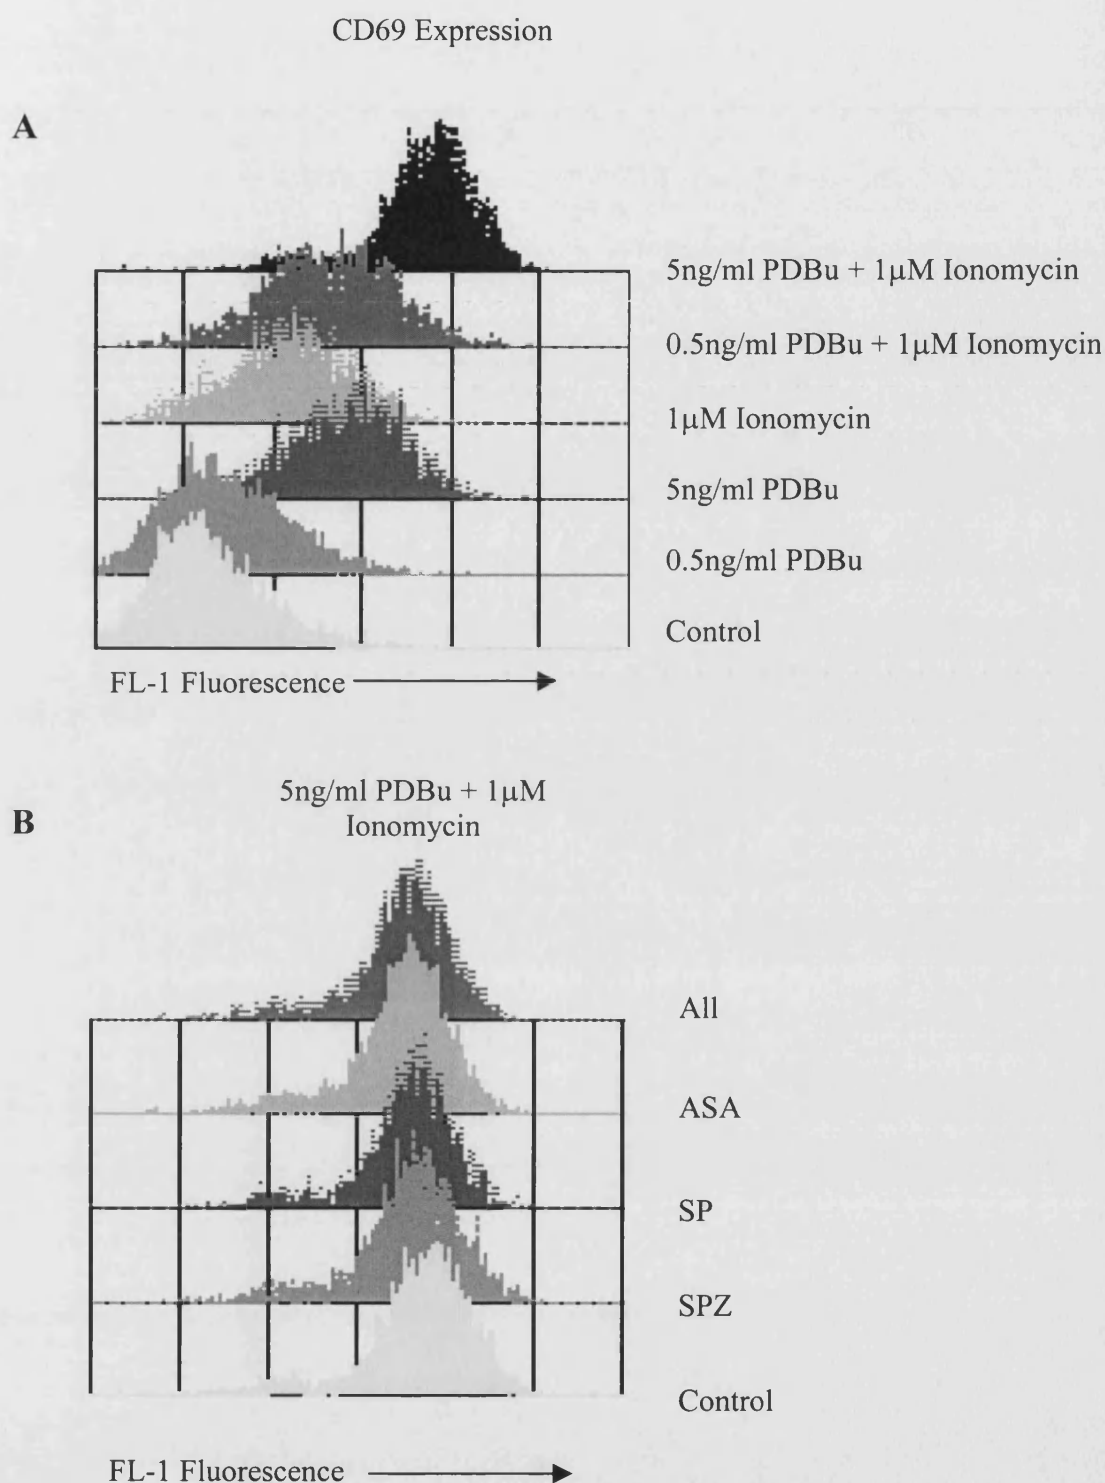 CD69 Expression
A
5ng/ml PDBu + 1μM Ionomycin
0.5ng/ml PDBu + 1μM Ionomycin
1μM Ionomycin
5ng/ml PDBu
0.5ng/ml PDBu
Control
FL-1 Fluorescence
B
5ng/ml PDBu + 1μM
Ionomycin
All
ASA
SP
SPZ
Control
FL-1 Fluorescence